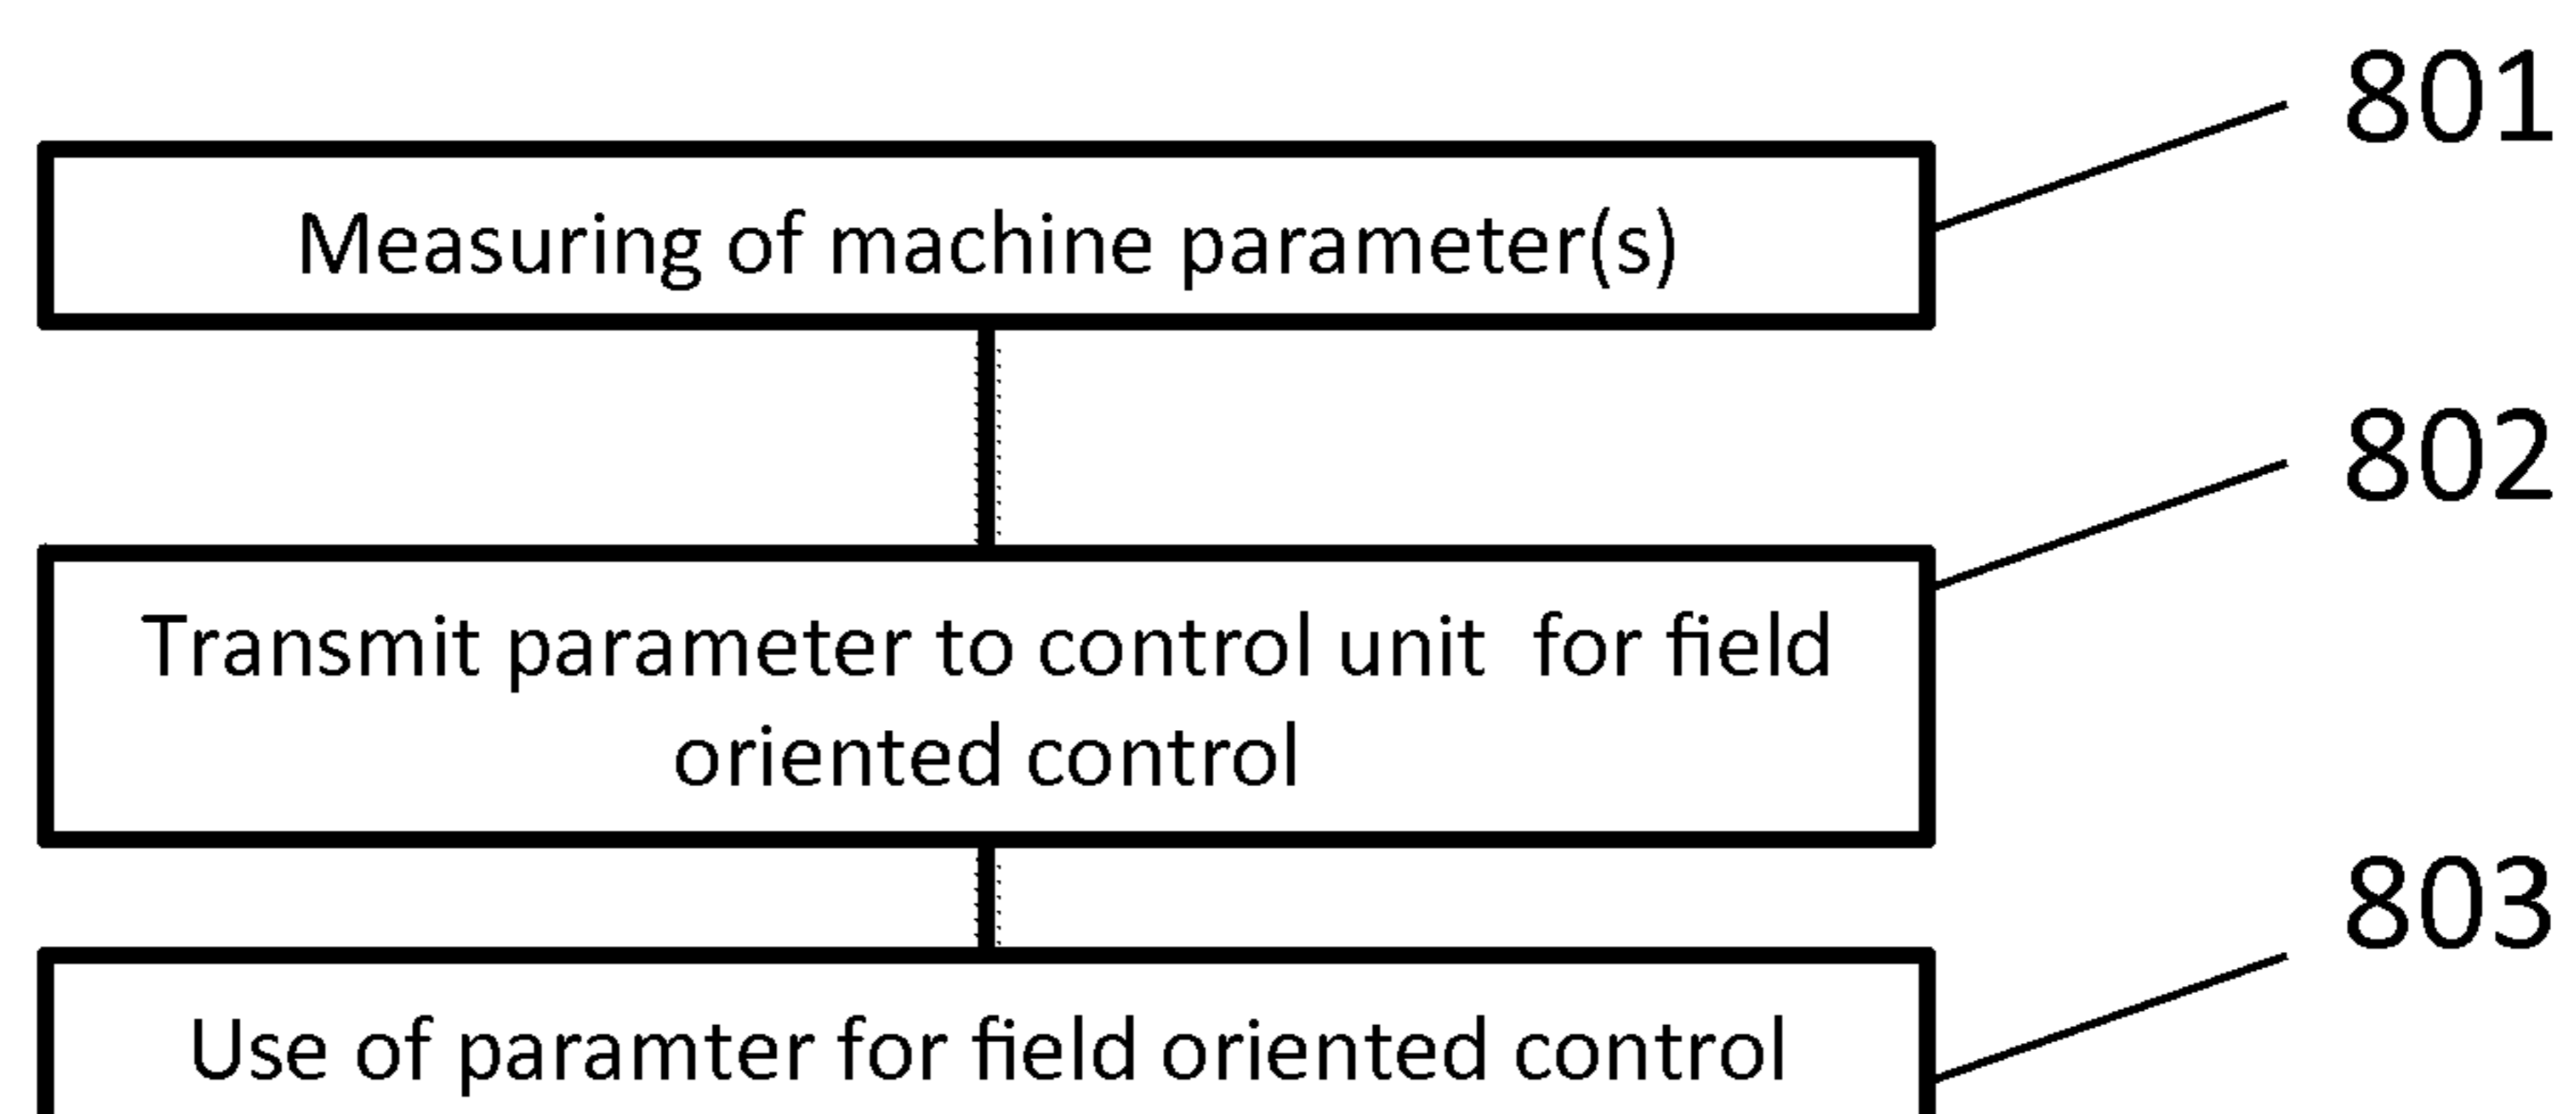 801
Measuring of machine parameter(s)
802
Transmit parameter to control unit  for field
oriented control
803
Use of paramter for field oriented control